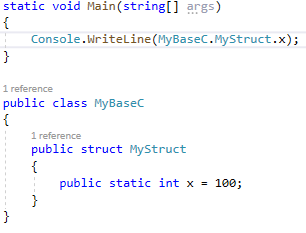 static void Main(string[] args)
{
    Console.WriteLine(MyBaseC.MyStruct.x);
}
1 reference
public class MyBaseC
{
    1 reference
    public struct MyStruct
    {
        public static int x = 100;
    }
}